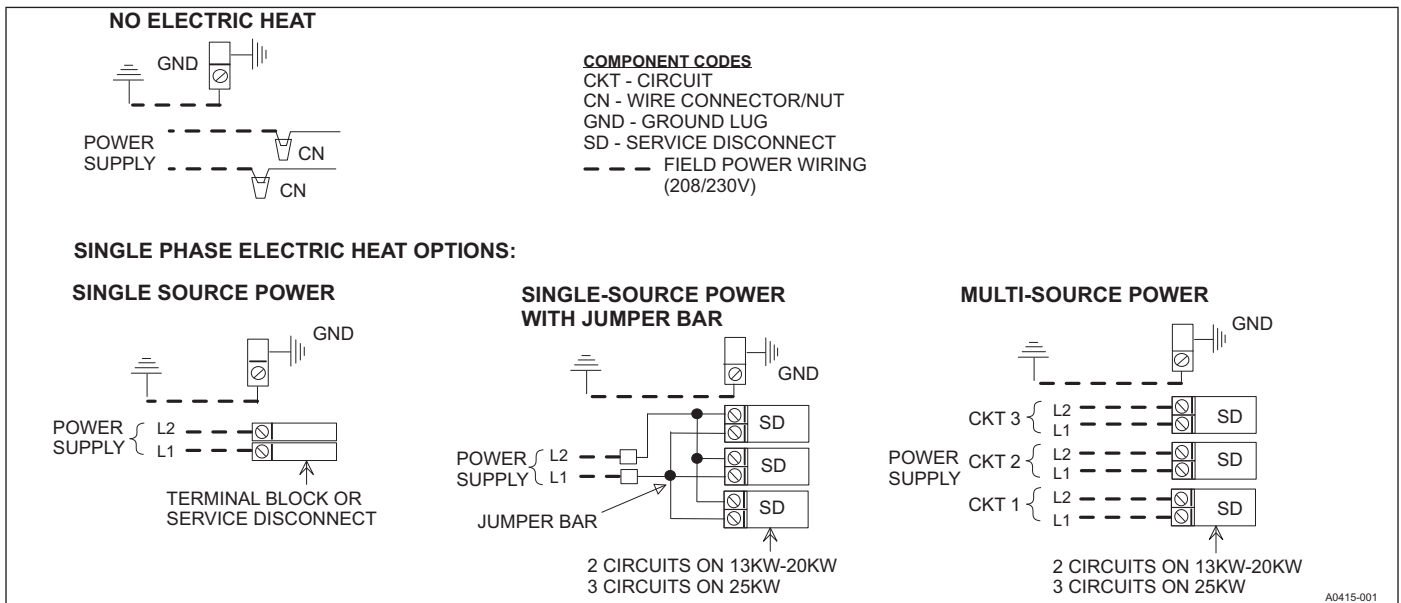 NO ELECTRIC HEAT
GND
POWER
SUPPLY
CN
CN
COMPONENT CODES
CKT - CIRCUIT
CN - WIRE CONNECTOR/NUT
GND - GROUND LUG
SD - SERVICE DISCONNECT
FIELD POWER WIRING
(208/230V)
SINGLE PHASE ELECTRIC HEAT OPTIONS:
SINGLE SOURCE POWER
GND
POWER
SUPPLY
L2
L1
TERMINAL BLOCK OR
SERVICE DISCONNECT
SINGLE-SOURCE POWER
WITH JUMPER BAR
GND
SD
SD
SD
POWER
SUPPLY
L2
L1
JUMPER BAR
2 CIRCUITS ON 13KW-20KW
3 CIRCUITS ON 25KW
MULTI-SOURCE POWER
GND
CKT 3
L2
L1
SD
POWER
SUPPLY
CKT 2
L2
L1
SD
CKT 1
L2
L1
SD
2 CIRCUITS ON 13KW-20KW
3 CIRCUITS ON 25KW
A0415-001